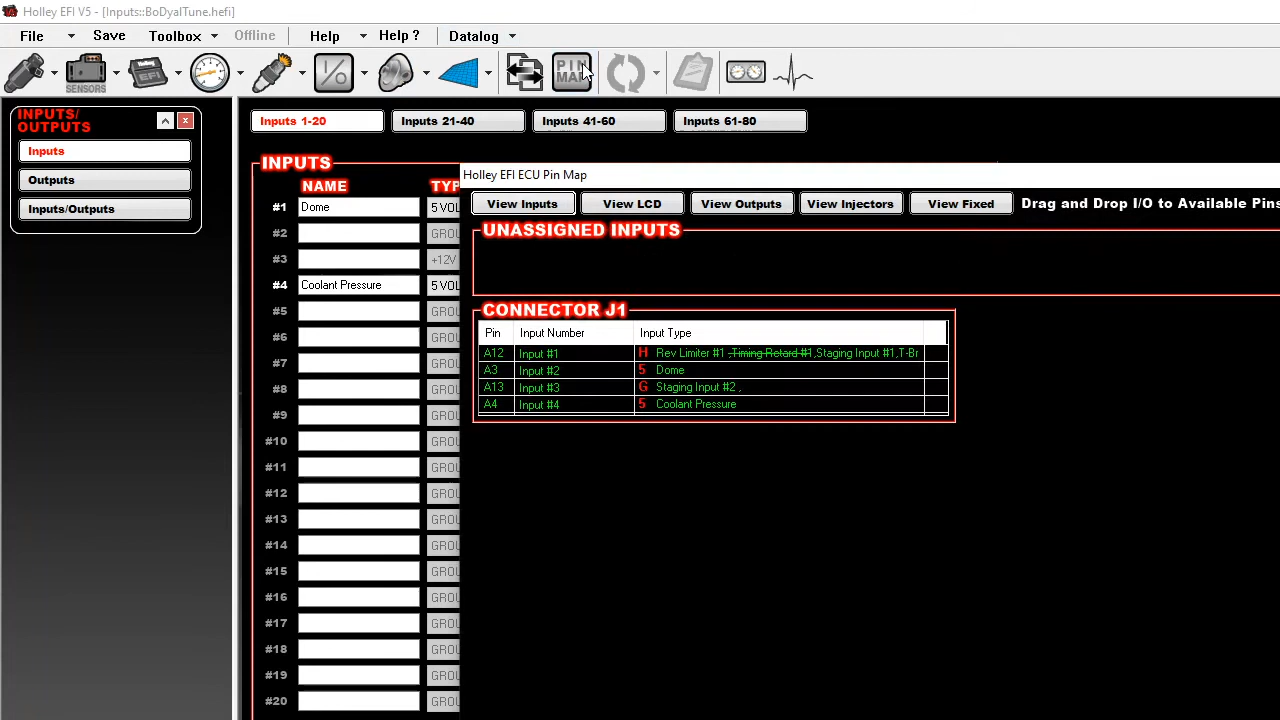 Holley EFI V5 - [Inputs::BoDyalTune.hefi]
File Save Toolbox Offline Help Help ? Datalog
SENSORS HOLLEY EFI I/O PIN MAP
Inputs 1-20 Inputs 21-40 Inputs 41-60 Inputs 61-80
INPUTS/
OUTPUTS
Inputs
Outputs
Inputs/Outputs
INPUTS
NAME TYP
#1 Dome 5 VOL
#2 GROU
#3 +12V
#4 Coolant Pressure 5 VOL
#5 GROU
#6 GROU
#7 GROU
#8 GROU
#9 GROU
#10 GROU
#11 GROU
#12 GROU
#13 GROU
#14 GROU
#15 GROU
#16 GROU
#17 GROU
#18 GROU
#19 GROU
#20 GROU
Holley EFI ECU Pin Map
View Inputs View LCD View Outputs View Injectors View Fixed Drag and Drop I/O to Available Pins
UNASSIGNED INPUTS
CONNECTOR J1
Pin Input Number Input Type
A12 Input #1 H Rev Limiter #1 ,Timing Retard #1,Staging Input #1,T-Br
A3 Input #2 5 Dome
A13 Input #3 G Staging Input #2 ,
A4 Input #4 5 Coolant Pressure